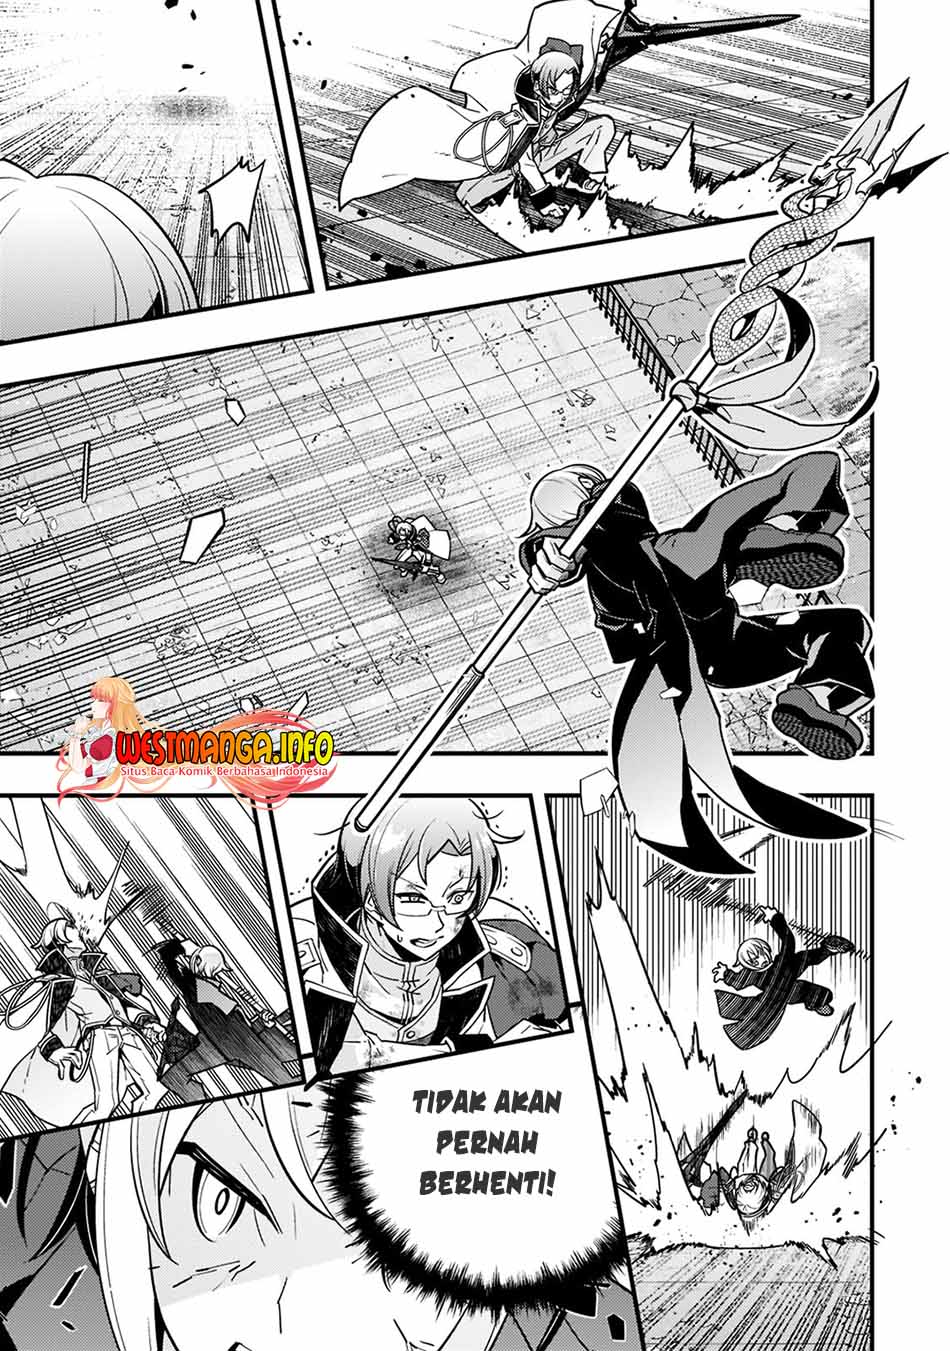 WESTMANGA.INFO
Situs Baca Komik Berbahasa Indonesia
TIDAK AKAN
PERNAH
BERHENTI!